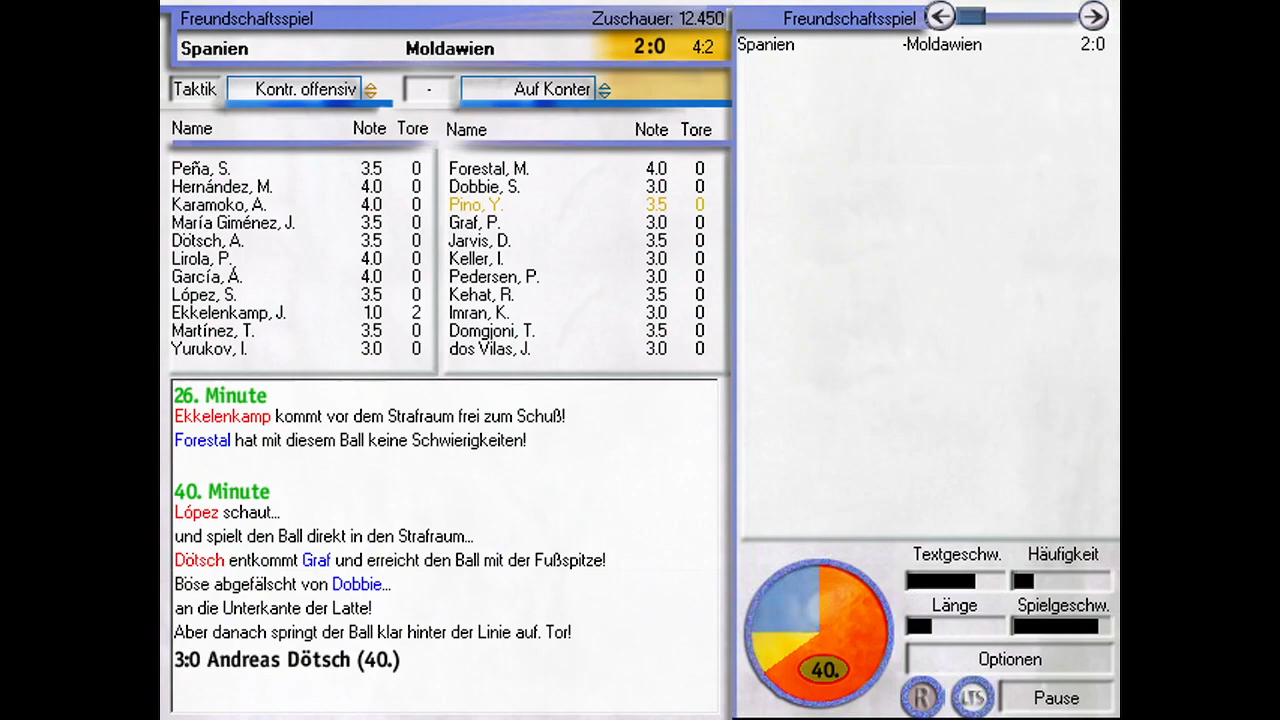 Freundschaftsspiel Zuschauer: 12.450
Spanien Moldawien 2:0 4:2
Taktik Kontr. offensiv - Auf Konter
Name Note Tore Name Note Tore
Peña, S. 3.5 0 Forestal, M. 4.0 0
Hernández, M. 4.0 0 Dobbie, S. 3.0 0
Karamoko, A. 4.0 0 Pino, Y. 3.5 0
María Giménez, J. 3.5 0 Graf, P. 3.0 0
Dötsch, A. 3.5 0 Jarvis, D. 3.5 0
Lirola, P. 4.0 0 Keller, I. 3.0 0
García, Á. 4.0 0 Pedersen, P. 3.0 0
López, S. 3.5 0 Kehat, R. 3.5 0
Ekkelenkamp, J. 1.0 2 Imran, K. 3.0 0
Martínez, T. 3.5 0 Domgjoni, T. 3.5 0
Yurukov, I. 3.0 0 dos Vilas, J. 3.0 0
26. Minute
Ekkelenkamp kommt vor dem Strafraum frei zum Schuß!
Forestal hat mit diesem Ball keine Schwierigkeiten!
40. Minute
López schaut...
und spielt den Ball direkt in den Strafraum...
Dötsch entkommt Graf und erreicht den Ball mit der Fußspitze!
Böse abgefälscht von Dobbie...
an die Unterkante der Latte!
Aber danach springt der Ball klar hinter der Linie auf. Tor!
3:0 Andreas Dötsch (40.)
Freundschaftsspiel
Spanien -Moldawien 2:0
Textgeschw. Häufigkeit
Länge Spielgeschw.
40.
Optionen
R LTS Pause